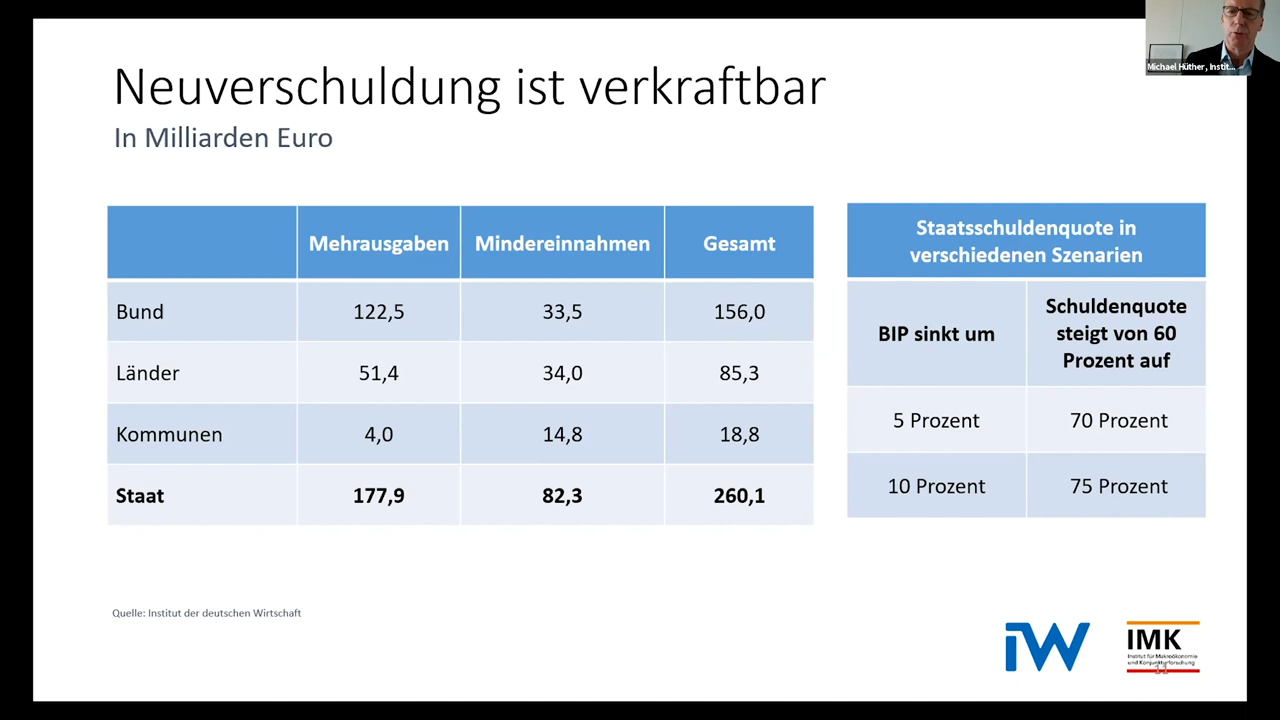 Michael Hüther, Instit...
Neuverschuldung ist verkraftbar
In Milliarden Euro
Mehrausgaben Mindereinnahmen Gesamt
Bund 122,5 33,5 156,0
Länder 51,4 34,0 85,3
Kommunen 4,0 14,8 18,8
Staat 177,9 82,3 260,1
Staatsschuldenquote in
verschiedenen Szenarien
BIP sinkt um
Schuldenquote
steigt von 60
Prozent auf
5 Prozent 70 Prozent
10 Prozent 75 Prozent
Quelle: Institut der deutschen Wirtschaft
iW
IMK
Institut für Makroökonomie
und Konjunkturforschung
11